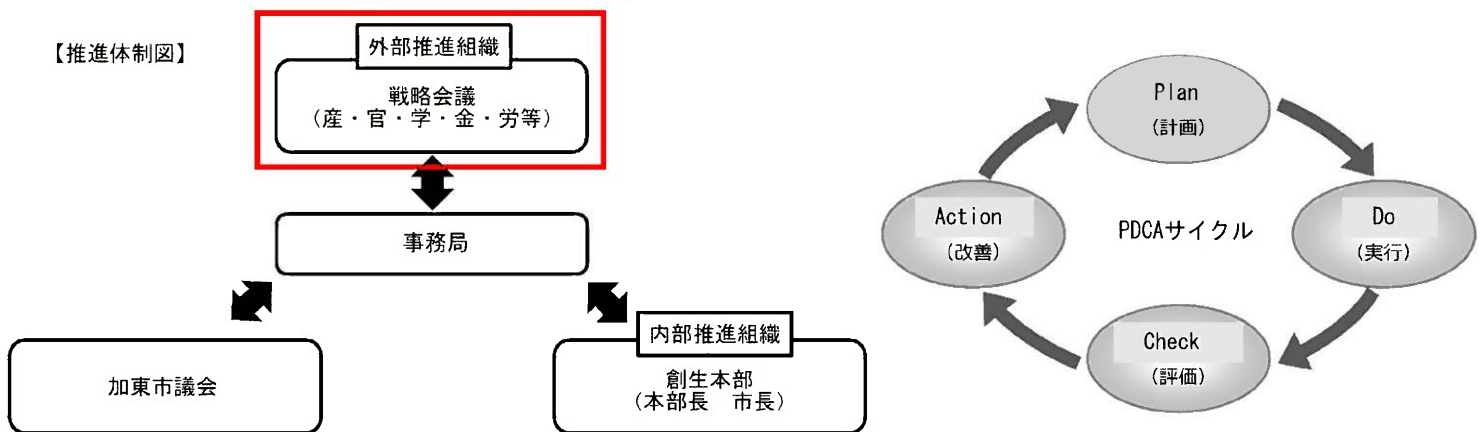 【推進体制図】
外部推進組織
戦略会議
（産・官・学・金・労等）
事務局
加東市議会
内部推進組織
創生本部
（本部長　市長）
Plan
(計画)
Action
(改善)
PDCAサイクル
Do
(実行)
Check
(評価)